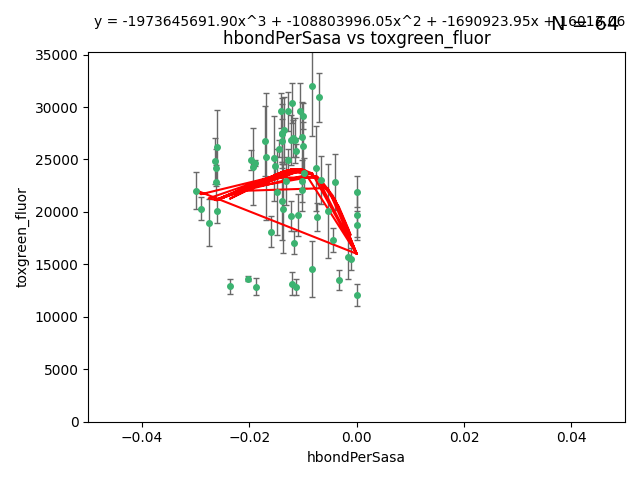 y = -1973645691.90x^3 + -108803996.05x^2 + -1690923.95x +
N = 64
hbondPerSasa vs toxgreen_fluor
35000
30000
25000
20000
15000
10000
5000
0
toxgreen_fluor
-0.04 -0.02 0.00 0.02 0.04
hbondPerSasa